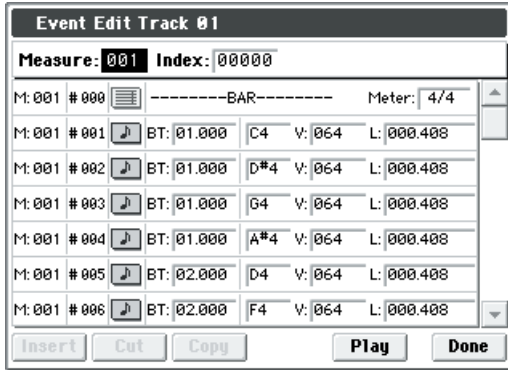 Event Edit Track 01
Measure: 001 Index: 00000
M: 001 #000 --------BAR-------- Meter: 4/4
M: 001 #001 BT: 01.000 C4 V: 064 L: 000.408
M: 001 #002 BT: 01.000 D#4 V: 064 L: 000.408
M: 001 #003 BT: 01.000 G4 V: 064 L: 000.408
M: 001 #004 BT: 01.000 A#4 V: 064 L: 000.408
M: 001 #005 BT: 02.000 D4 V: 064 L: 000.408
M: 001 #006 BT: 02.000 F4 V: 064 L: 000.408
Insert Cut Copy Play Done